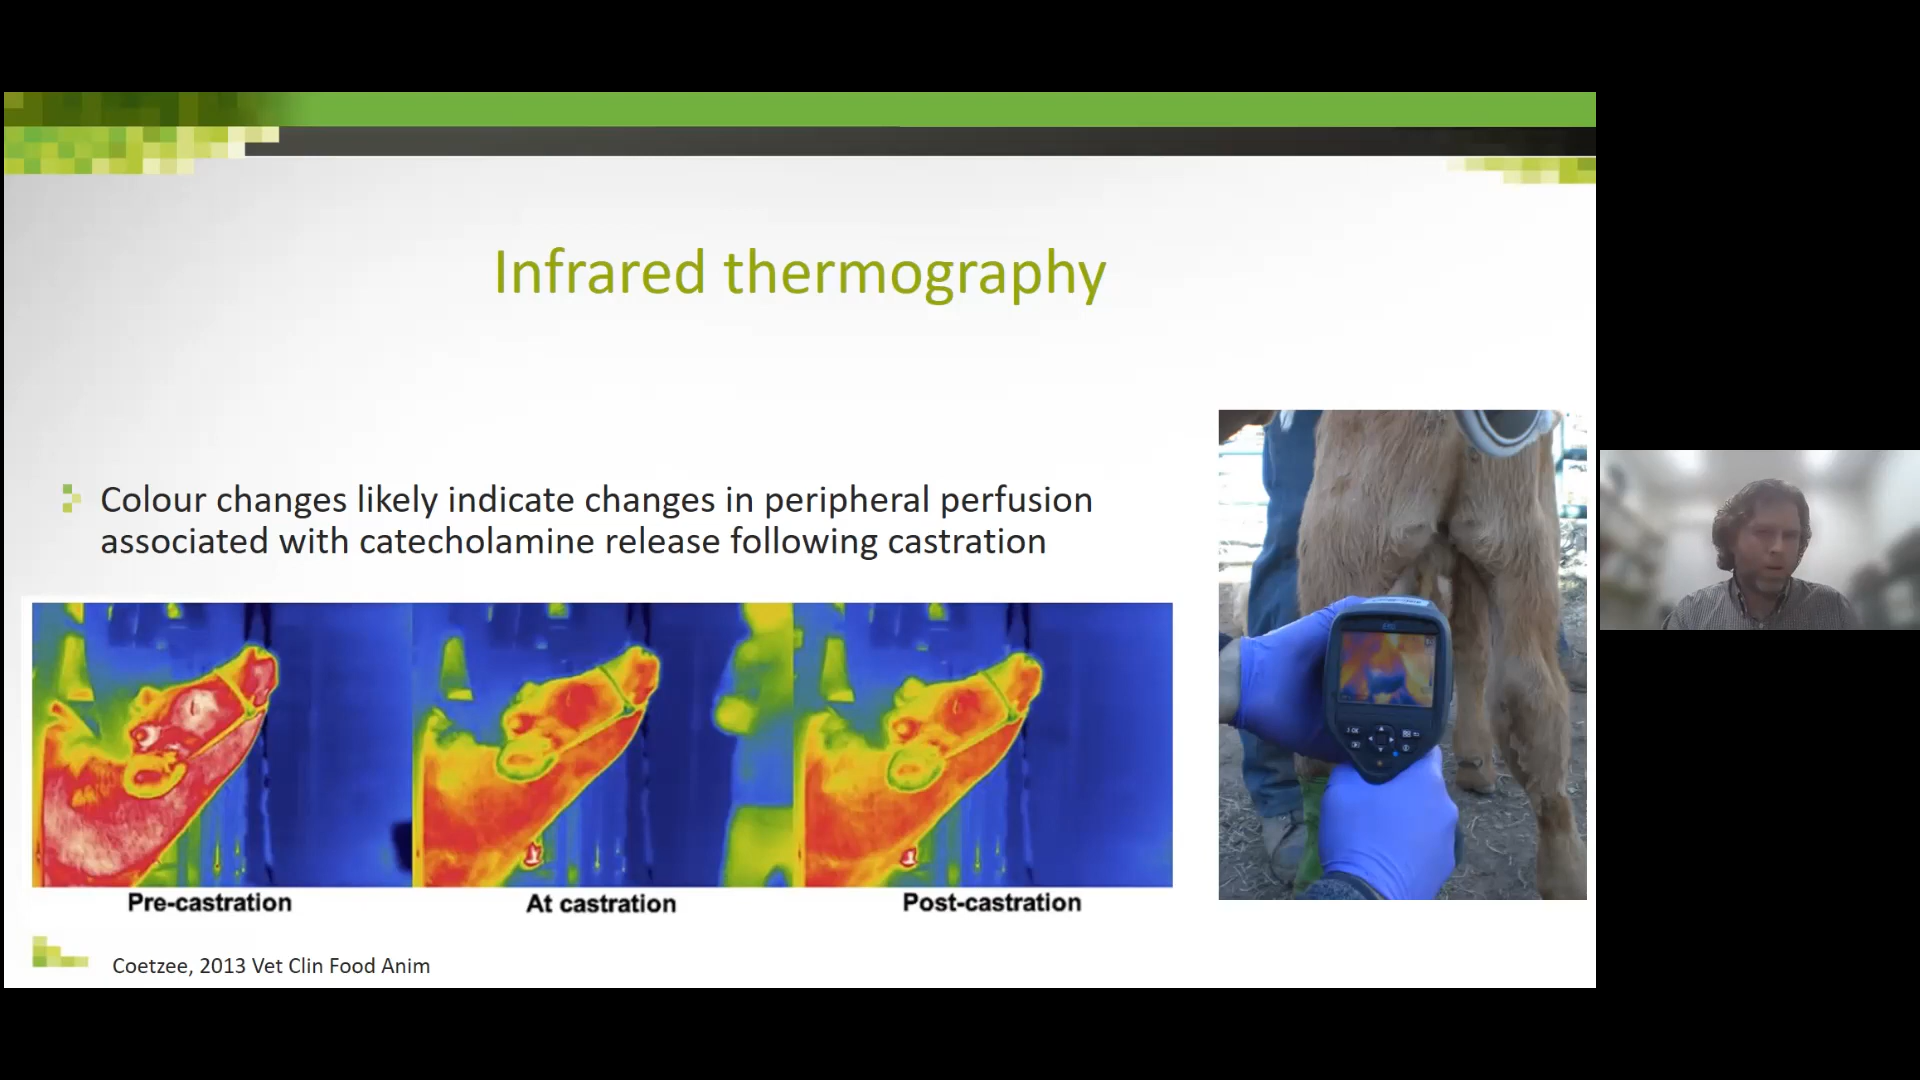 Infrared thermography
Colour changes likely indicate changes in peripheral perfusion
associated with catecholamine release following castration
Pre-castration
At castration
Post-castration
Coetzee, 2013 Vet Clin Food Anim